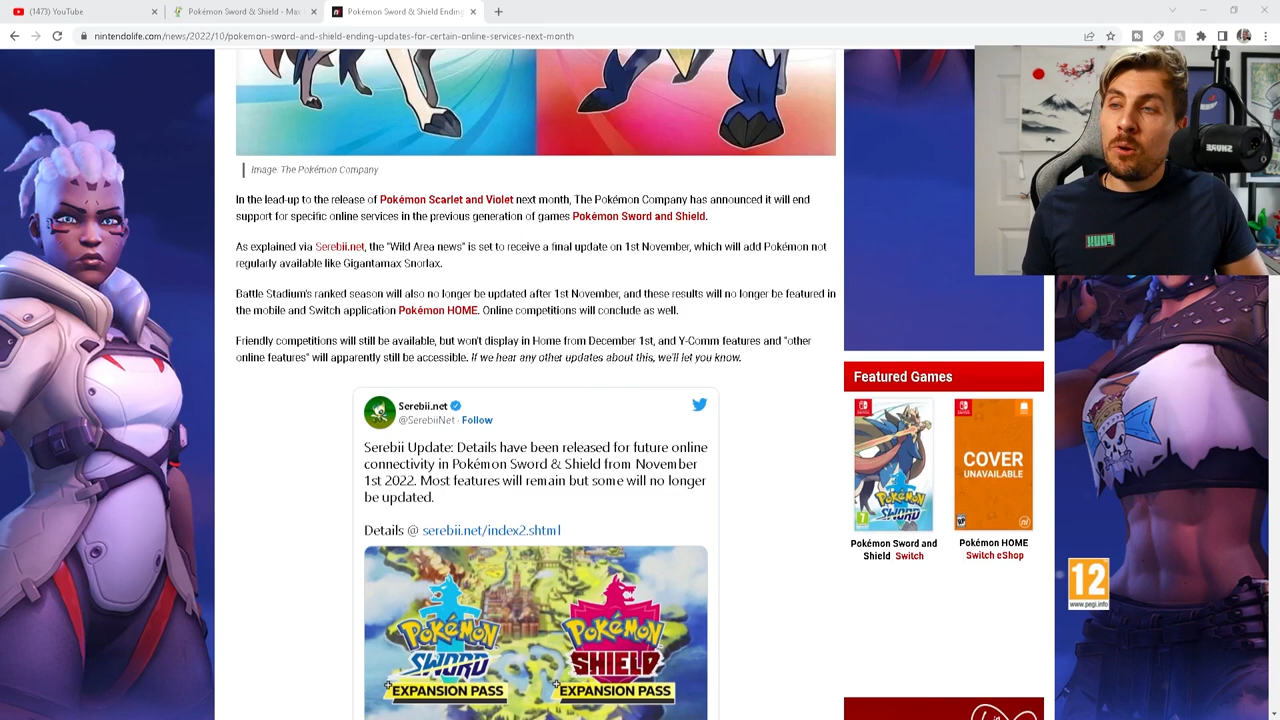 (1473) YouTube
Pokémon Sword & Shield - Max
Pokémon Sword & Shield Ending
nintendolife.com/news/2022/10/pokemon-sword-and-shield-ending-updates-for-certain-online-services-next-month
Image: The Pokémon Company
In the lead-up to the release of Pokémon Scarlet and Violet next month, The Pokémon Company has announced it will end
support for specific online services in the previous generation of games Pokémon Sword and Shield.
As explained via Serebii.net, the "Wild Area news" is set to receive a final update on 1st November, which will add Pokémon not
regularly available like Gigantamax Snorlax.
Battle Stadium's ranked season will also no longer be updated after 1st November, and these results will no longer be featured in
the mobile and Switch application Pokémon HOME. Online competitions will conclude as well.
Friendly competitions will still be available, but won't display in Home from December 1st, and Y-Comm features and "other
online features" will apparently still be accessible. If we hear any other updates about this, we'll let you know.
Serebii.net
@SerebiiNet · Follow
Serebii Update: Details have been released for future online
connectivity in Pokémon Sword & Shield from November
1st 2022. Most features will remain but some will no longer
be updated.
Details @ serebii.net/index2.shtml
POKéMON
SWORD
EXPANSION PASS
POKéMON
SHIELD
EXPANSION PASS
SHURE
Featured Games
POKéMON
SWORD
7
COVER
UNAVAILABLE
Pokémon Sword and
Shield Switch
Pokémon HOME
Switch eShop
12
www.pegi.info